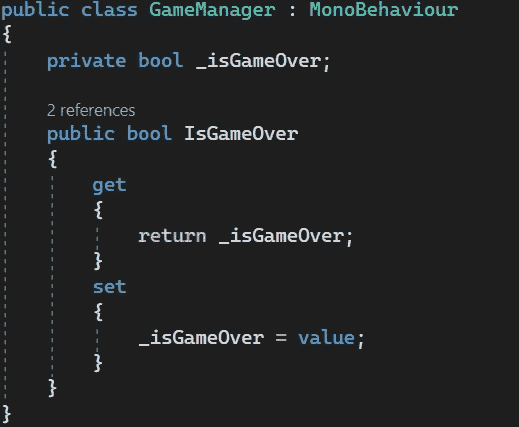 public class GameManager : MonoBehaviour
{
    private bool _isGameOver;
    2 references
    public bool IsGameOver
    {
        get
        {
            return _isGameOver;
        }
        set
        {
            _isGameOver = value;
        }
    }
}